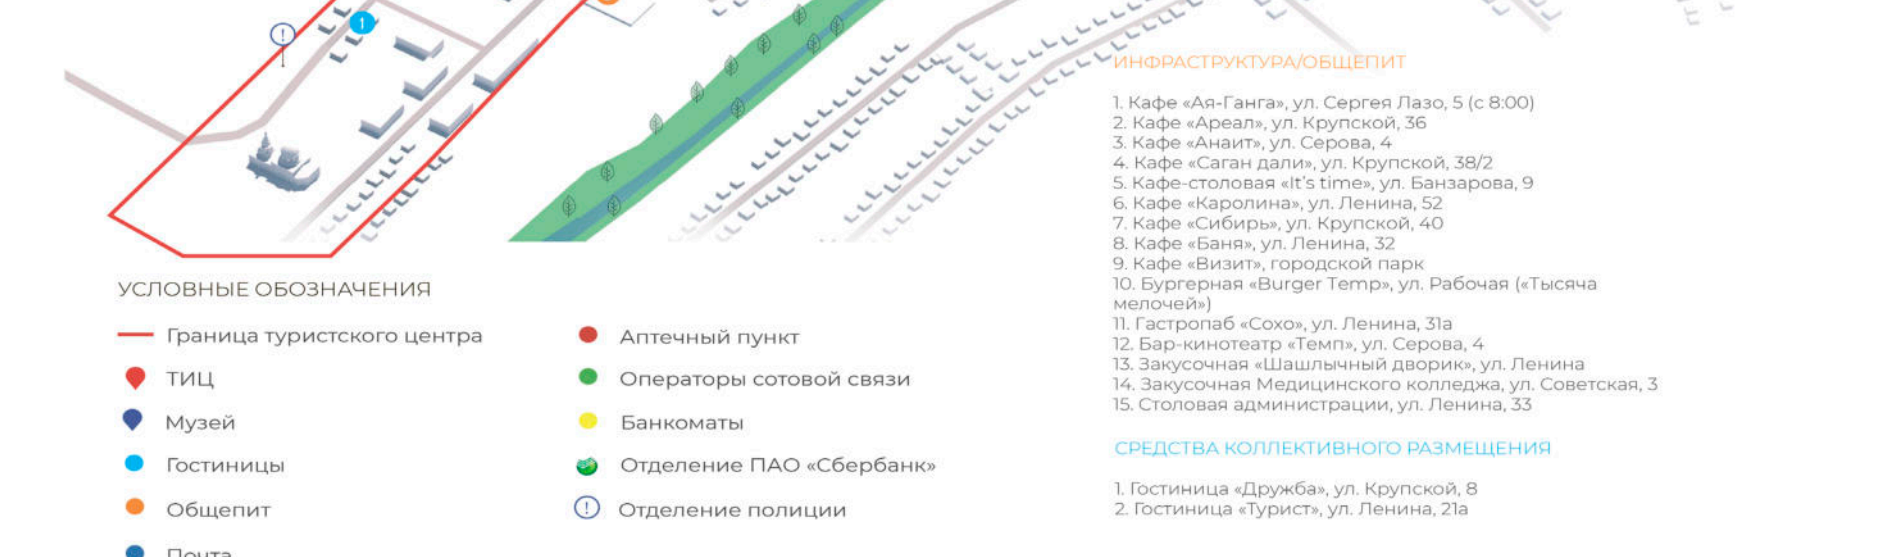 1
ИНФРАСТРУКТУРА/ОБЩЕПИТ
1. Кафе «Ая-Ганга», ул. Сергея Лазо, 5 (с 8:00)
2. Кафе «Ареал», ул. Крупской, 36
3. Кафе «Анаит», ул. Серова, 4
4. Кафе «Саган дали», ул. Крупской, 38/2
5. Кафе-столовая «It's time», ул. Банзарова, 9
6. Кафе «Каролина», ул. Ленина, 52
7. Кафе «Сибирь», ул. Крупской, 40
8. Кафе «Баня», ул. Ленина, 32
9. Кафе «Визит», городской парк
10. Бургерная «Burger Temp», ул. Рабочая («Тысяча
мелочей»)
11. Гастропаб «Сохо», ул. Ленина, 31а
12. Бар-кинотеатр «Темп», ул. Серова, 4
13. Закусочная «Шашлычный дворик», ул. Ленина
14. Закусочная Медицинского колледжа, ул. Советская, 3
15. Столовая администрации, ул. Ленина, 33
СРЕДСТВА КОЛЛЕКТИВНОГО РАЗМЕЩЕНИЯ
1. Гостиница «Дружба», ул. Крупской, 8
2. Гостиница «Турист», ул. Ленина, 21а
УСЛОВНЫЕ ОБОЗНАЧЕНИЯ
Граница туристского центра
ТИЦ
Музей
Гостиницы
Общепит
Почта
Аптечный пункт
Операторы сотовой связи
Банкоматы
Отделение ПАО «Сбербанк»
Отделение полиции